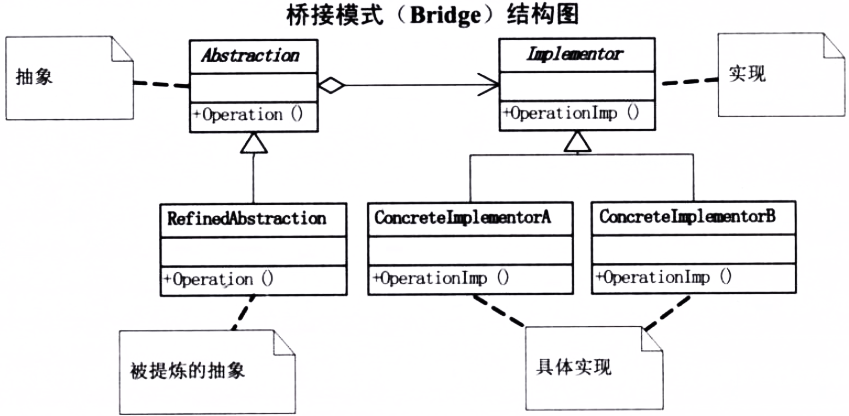 桥接模式（Bridge）结构图
抽象
Abstraction
+Operation ()
Implementor
+OperationImp ()
实现
RefinedAbstraction
+Operation ()
ConcreteImplementorA
+OperationImp ()
ConcreteImplementorB
+OperationImp ()
被提炼的抽象
具体实现